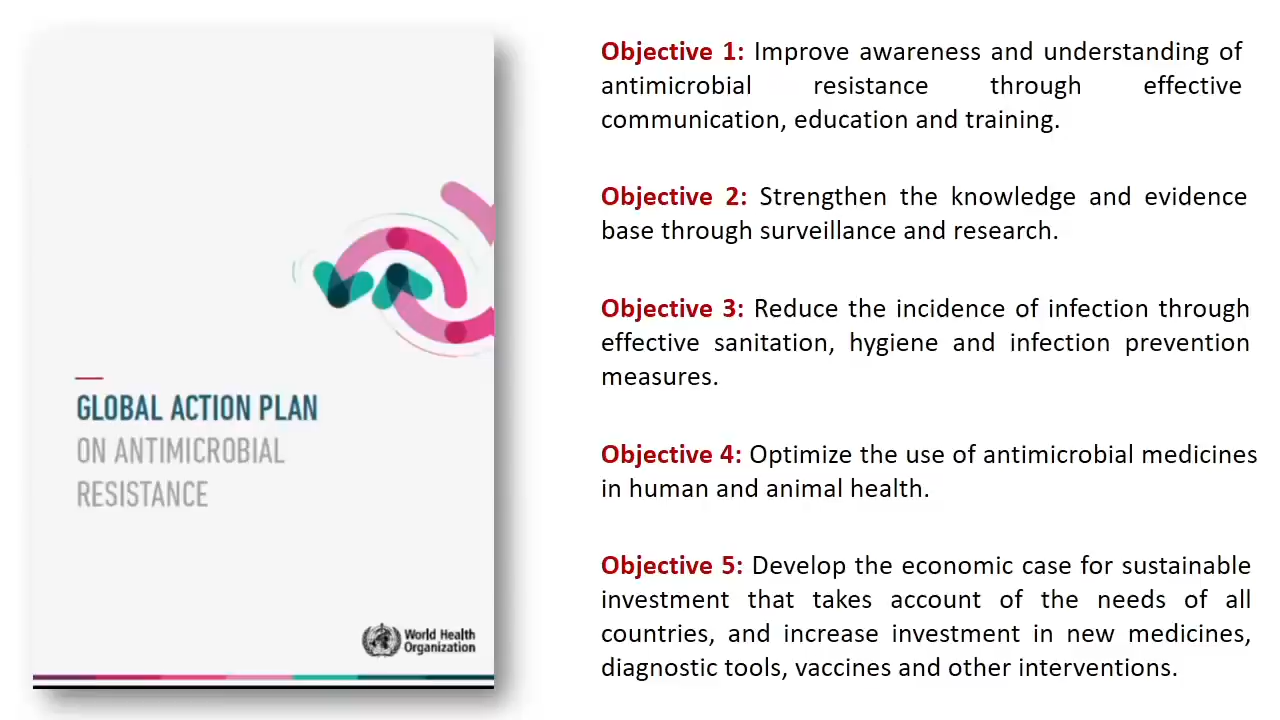 GLOBAL ACTION PLAN
ON ANTIMICROBIAL
RESISTANCE
World Health
Organization
Objective 1: Improve awareness and understanding of
antimicrobial resistance through effective
communication, education and training.
Objective 2: Strengthen the knowledge and evidence
base through surveillance and research.
Objective 3: Reduce the incidence of infection through
effective sanitation, hygiene and infection prevention
measures.
Objective 4: Optimize the use of antimicrobial medicines
in human and animal health.
Objective 5: Develop the economic case for sustainable
investment that takes account of the needs of all
countries, and increase investment in new medicines,
diagnostic tools, vaccines and other interventions.